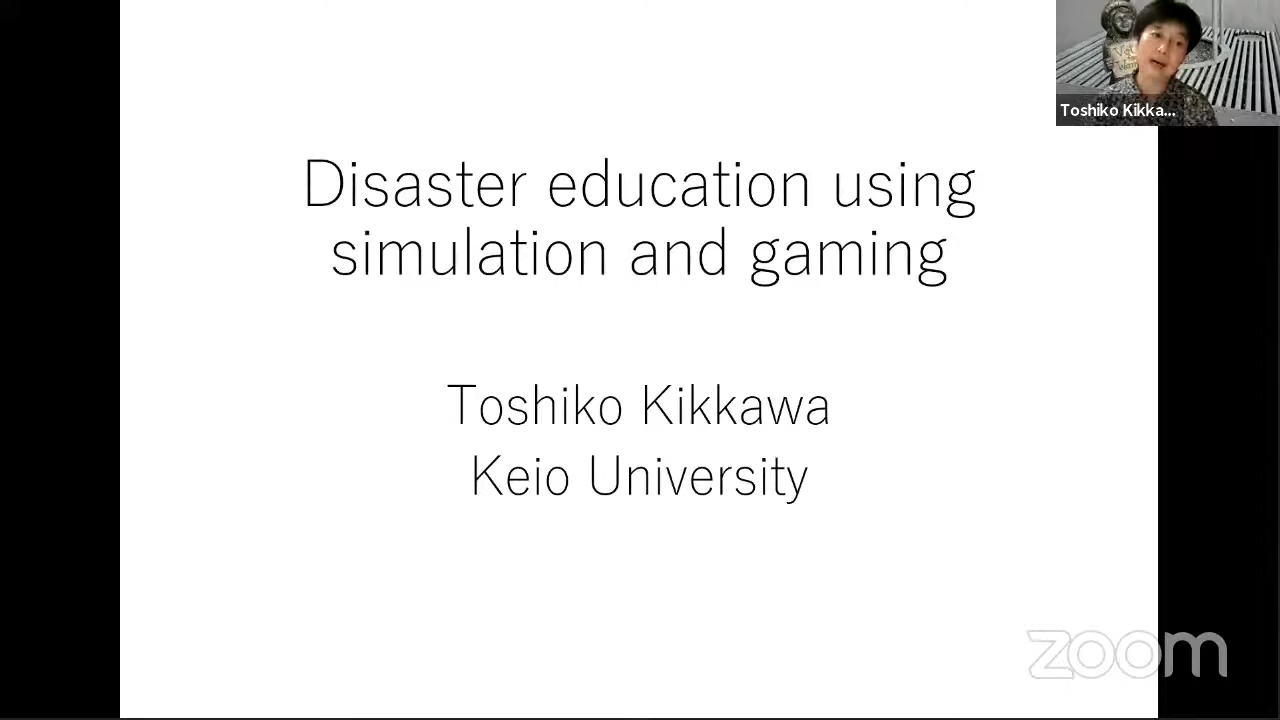 Disaster education using
simulation and gaming
Toshiko Kikkawa
Keio University
Toshiko Kikka...
zoom